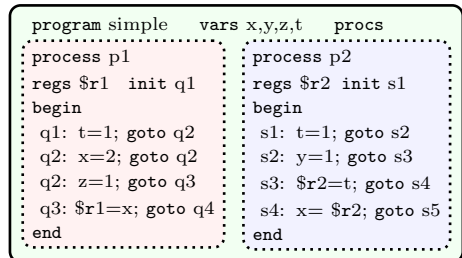 program simple vars x,y,z,t procs
process p1
regs $r1 init q1
begin
q1: t=1; goto q2
q2: x=2; goto q2
q2: z=1; goto q3
q3: $r1=x; goto q4
end
process p2
regs $r2 init s1
begin
s1: t=1; goto s2
s2: y=1; goto s3
s3: $r2=t; goto s4
s4: x= $r2; goto s5
end